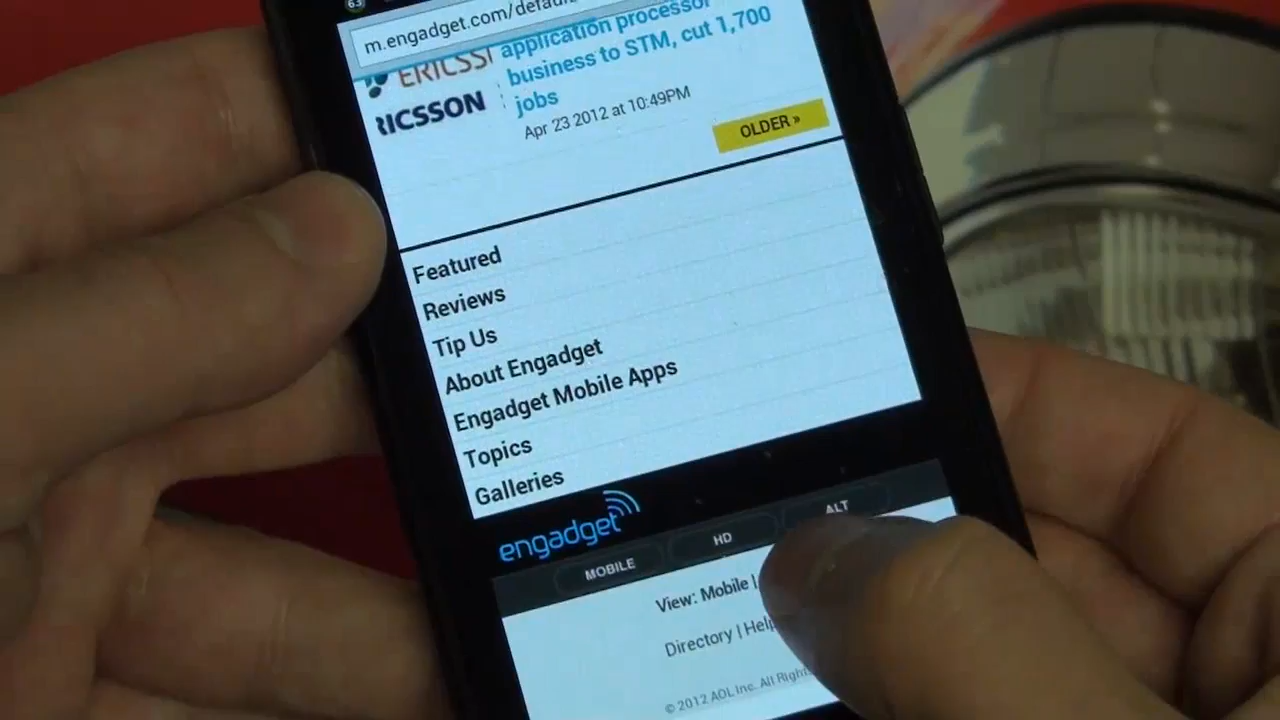 63
m.engadget.com/defau
application processor
ERICSS
business to STM, cut 1,700
RICSSON
jobs
Apr 23 2012 at 10:49PM
OLDER »
Featured
Reviews
Tip Us
About Engadget
Engadget Mobile Apps
Topics
Galleries
engadget
MOBILE
HD
ALT
View: Mobile |
Directory | Help
© 2012 AOL Inc. All Rights